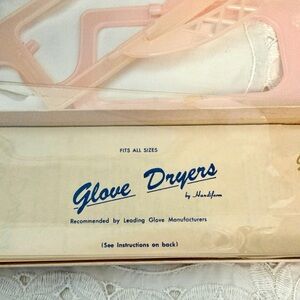 FITS ALL SIZES
Glove Dryers
by Handiform
Recommended by Leading Glove Manufacturers
(See Instructions on back)